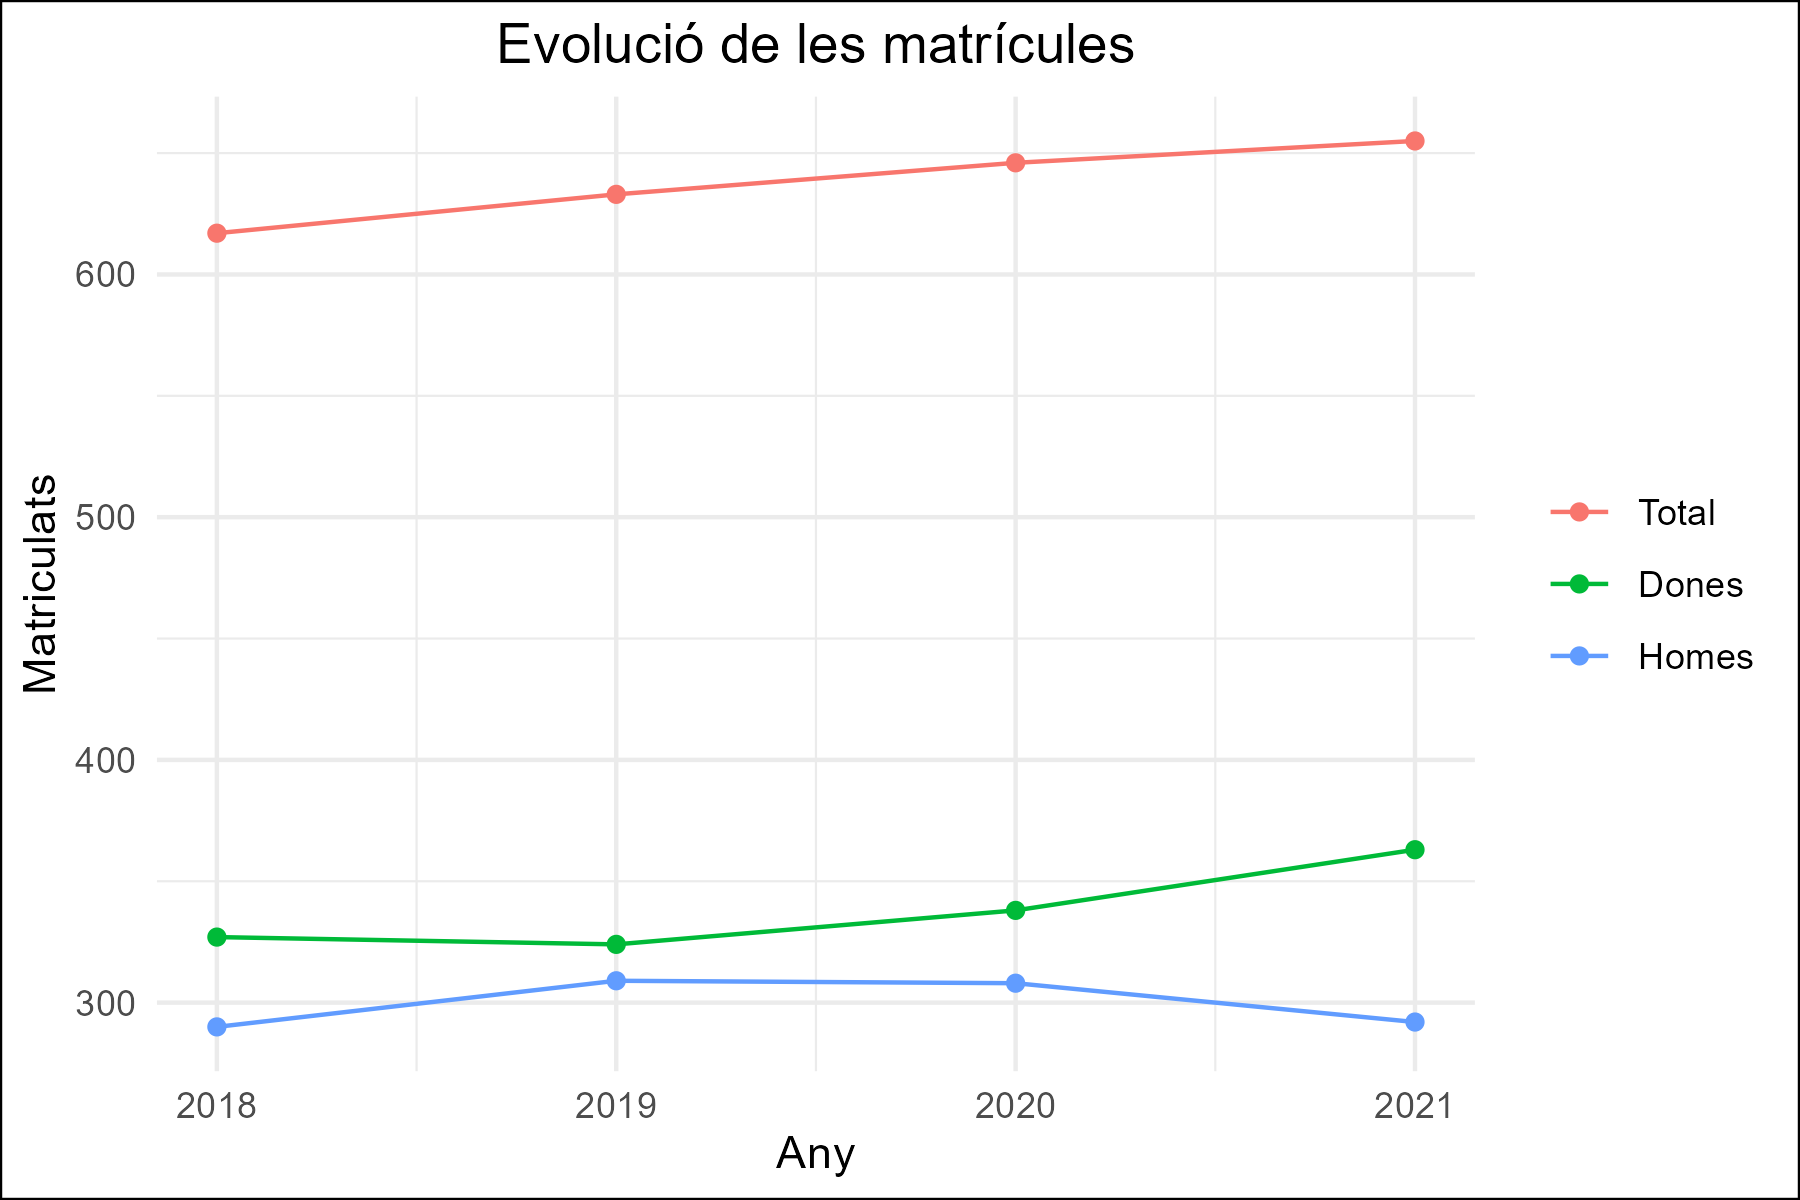 Evolució de les matrícules
Matriculats
600
500
400
300
2018 2019 2020 2021
Any
Total
Dones
Homes